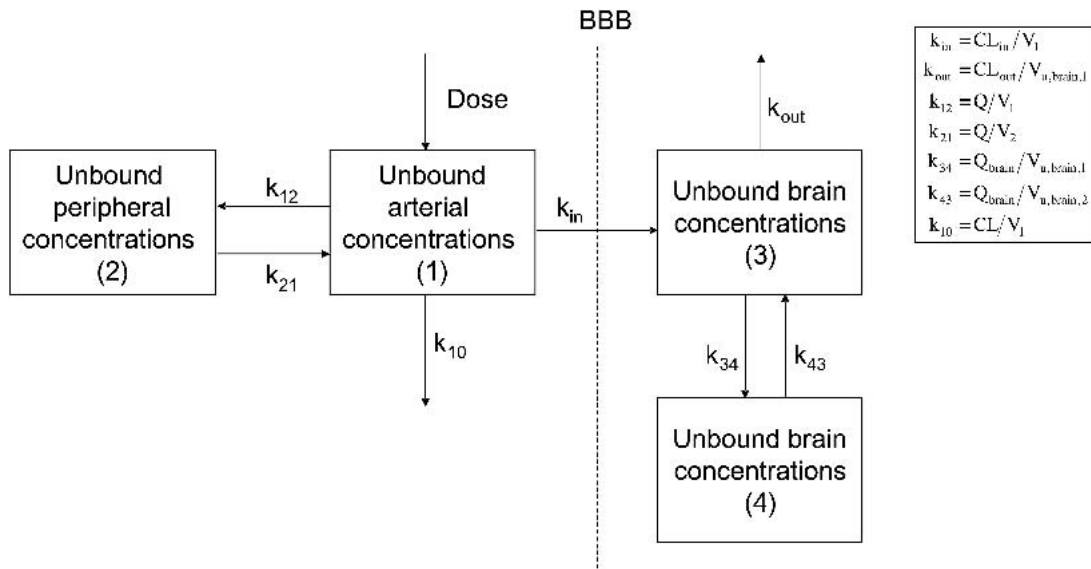 BBB
Dose
k_out
Unbound
peripheral
concentrations
(2)
k_12
k_21
Unbound
arterial
concentrations
(1)
k_in
Unbound brain
concentrations
(3)
k_10
k_34
k_43
Unbound brain
concentrations
(4)
k_in = CL_in/V_1
k_out = CL_out/V_u,brain,1
k_12 = Q/V_1
k_21 = Q/V_2
k_34 = Q_brain/V_u,brain,1
k_43 = Q_brain/V_u,brain,2
k_10 = CL/V_1